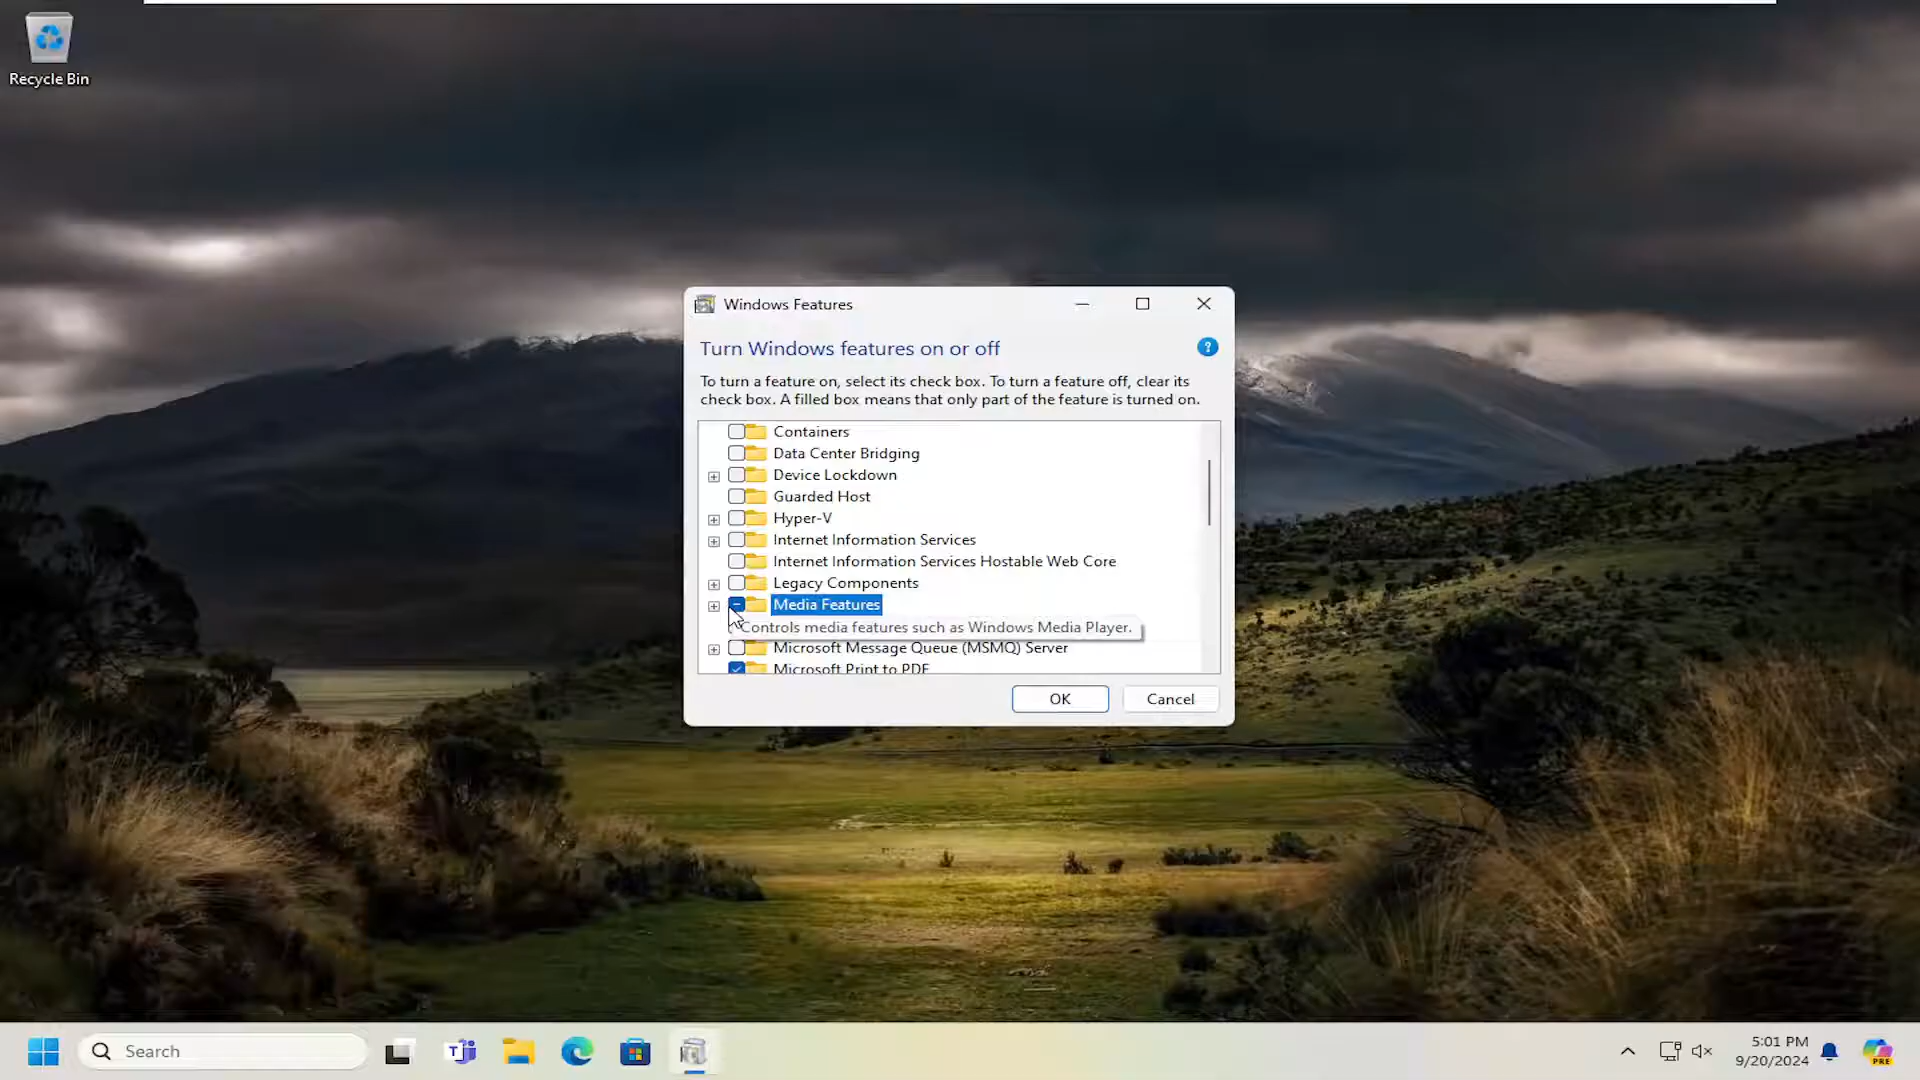 Recycle Bin
Windows Features
Turn Windows features on or off
To turn a feature on, select its check box. To turn a feature off, clear its
check box. A filled box means that only part of the feature is turned on.
Containers
Data Center Bridging
Device Lockdown
Guarded Host
Hyper-V
Internet Information Services
Internet Information Services Hostable Web Core
Legacy Components
Media Features
Controls media features such as Windows Media Player.
Microsoft Message Queue (MSMQ) Server
Microsoft Print to PDF
OK
Cancel
Search
5:01 PM
9/20/2024
PRE